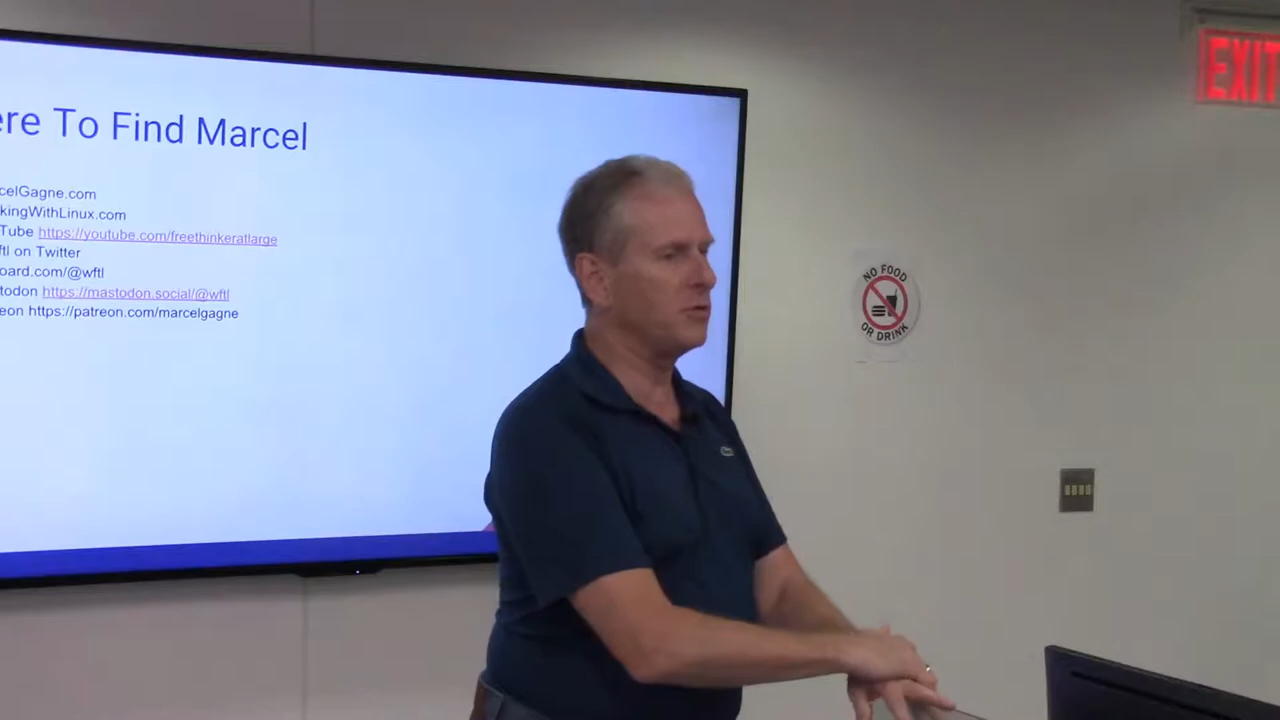 ere To Find Marcel
celGagne.com
kingWithLinux.com
Tube https://youtube.com/freethinkeratlarge
ftl on Twitter
oard.com/@wftl
todon https://mastodon.social/@wftl
eon https://patreon.com/marcelgagne
NO FOOD
OR DRINK
EXIT